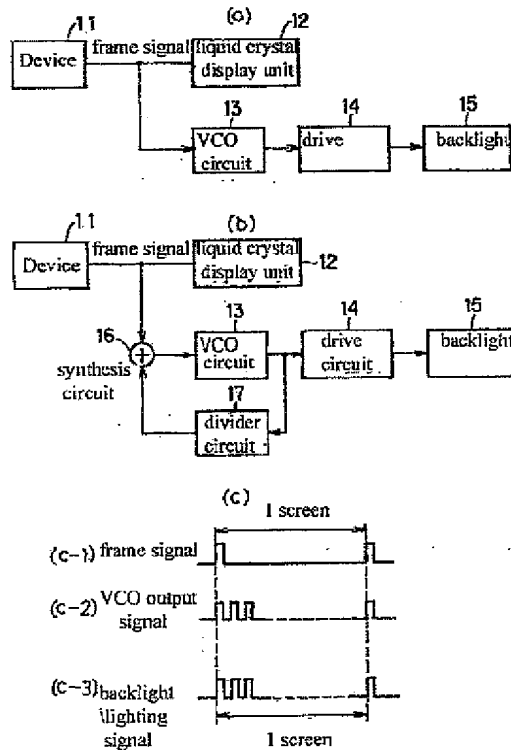 (a)
11
12
frame signal
Device
liquid crystal
display unit
13
14
15
VCO
circuit
drive
backlight
(b)
11
frame signal
Device
liquid crystal
display unit
12
16
13
14
15
synthesis
circuit
VCO
circuit
drive
circuit
backlight
17
divider
circuit
(c)
1 screen
(c-1) frame signal
(c-2) VCO output
signal
(c-3) backlight
lighting
signal
1 screen